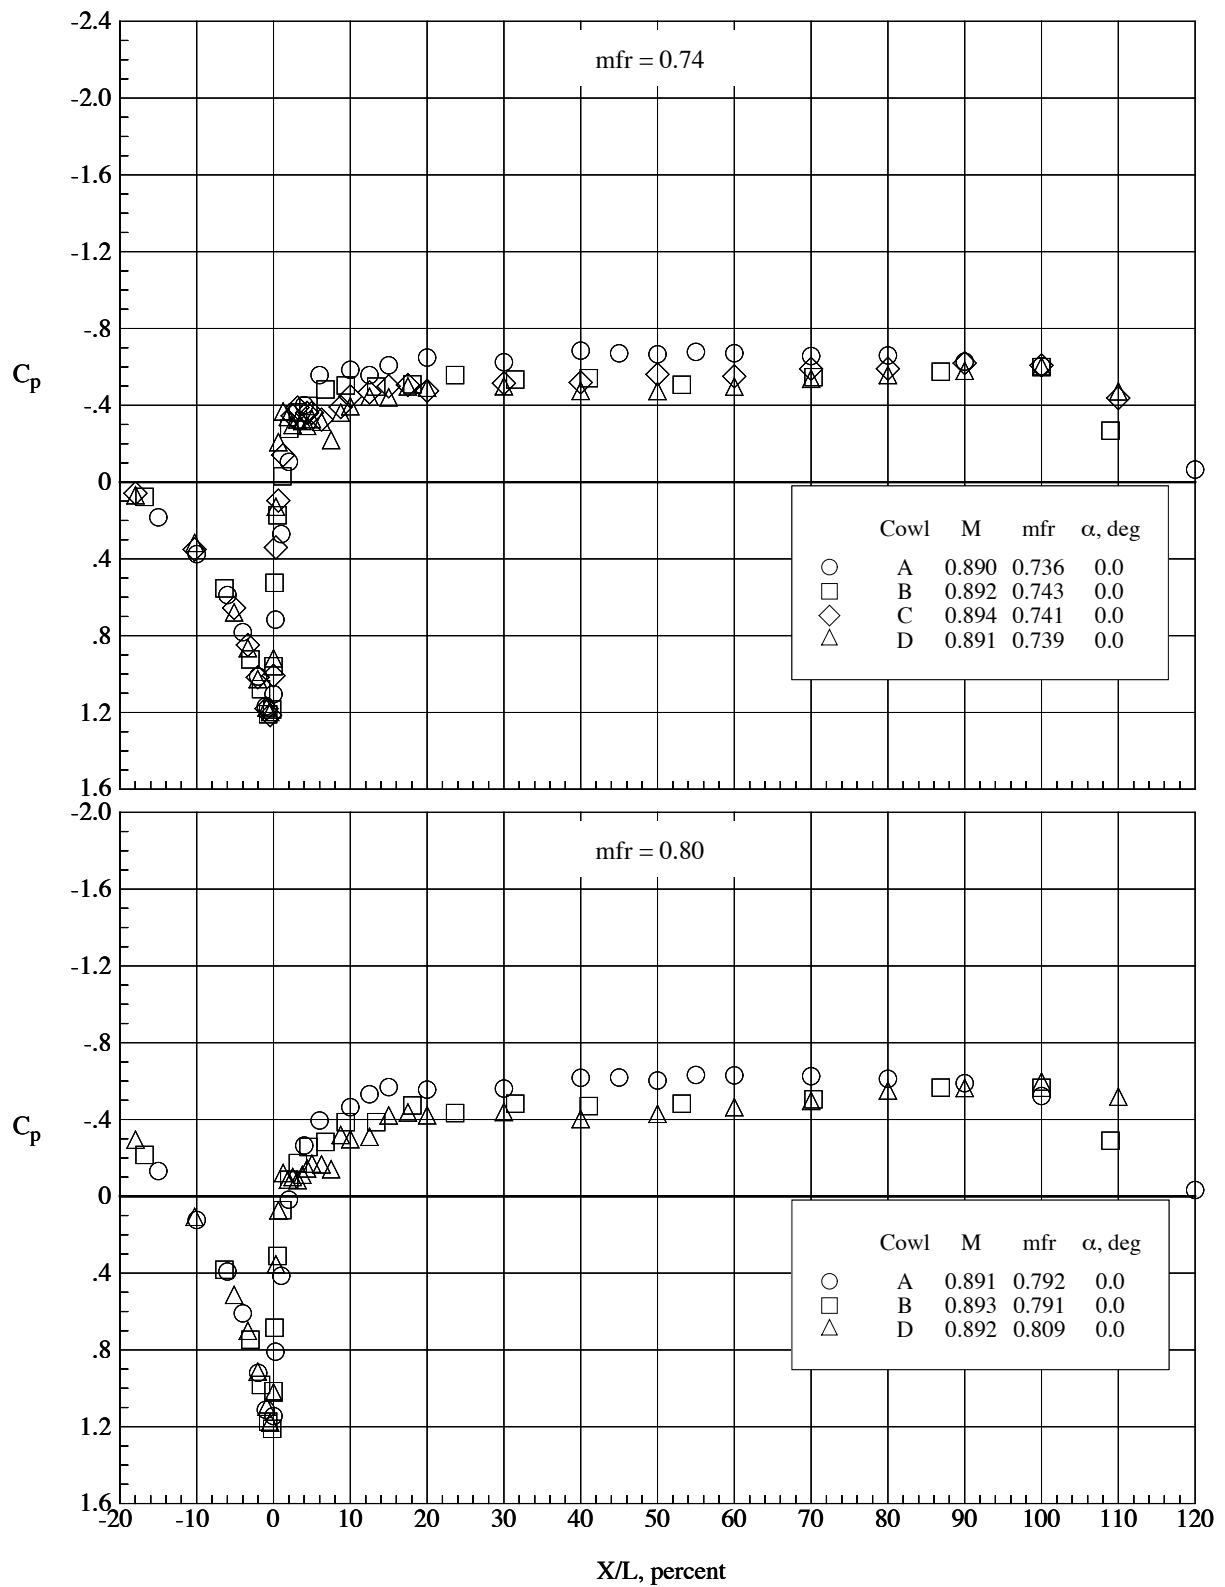 -2.4
mfr = 0.74
-2.0
-1.6
-1.2
-.8
Cp
-.4
0
Cowl M mfr α, deg
.4
A 0.890 0.736 0.0
B 0.892 0.743 0.0
C 0.894 0.741 0.0
.8
D 0.891 0.739 0.0
1.2
1.6
-2.0
mfr = 0.80
-1.6
-1.2
-.8
Cp
-.4
0
Cowl M mfr α, deg
.4
A 0.891 0.792 0.0
B 0.893 0.791 0.0
D 0.892 0.809 0.0
.8
1.2
1.6
-20 -10 0 10 20 30 40 50 60 70 80 90 100 110 120
X/L, percent